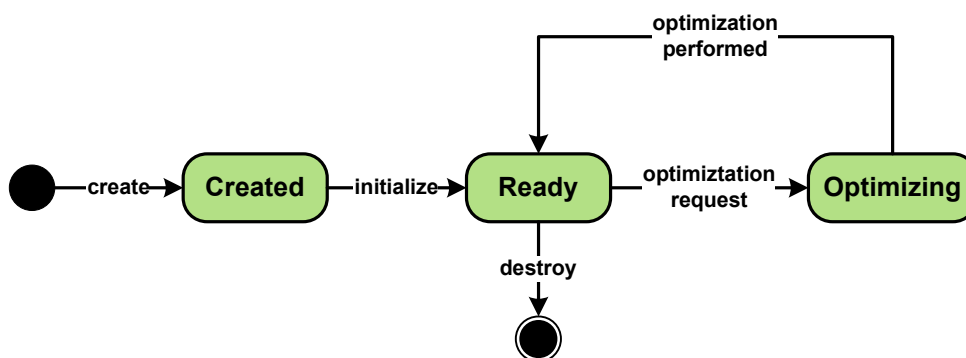 optimization
performed
create
Created
initialize
Ready
optimiztation
request
Optimizing
destroy